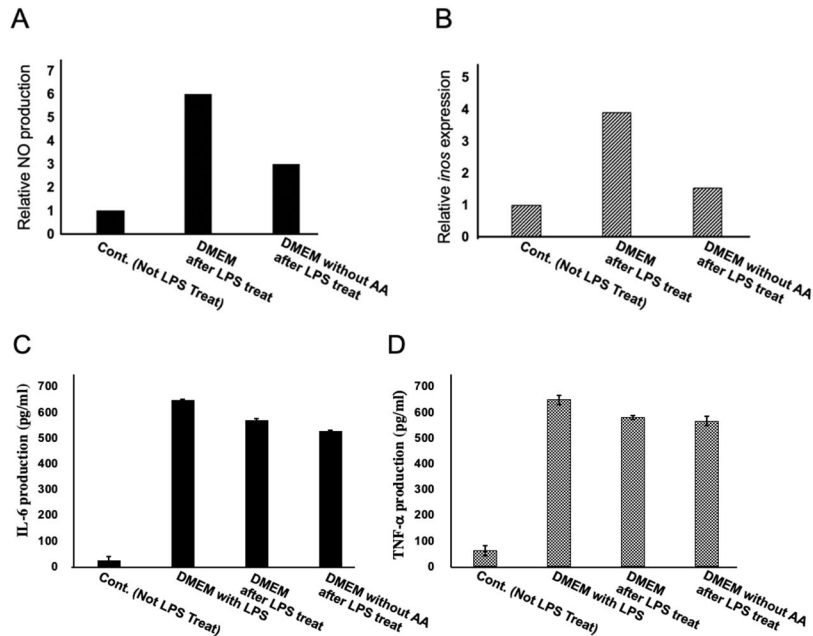 A
Relative NO production
7
6
5
4
3
2
1
0
Cont. (Not LPS Treat)
DMEM
after LPS treat
DMEM without AA
after LPS treat
B
Relative inos expression
5
4
3
2
1
0
Cont. (Not LPS Treat)
DMEM
after LPS treat
DMEM without AA
after LPS treat
C
IL-6 production (pg/ml)
700
600
500
400
300
200
100
0
Cont. (Not LPS Treat)
DMEM with LPS
DMEM
after LPS treat
DMEM without AA
after LPS treat
D
TNF-α production (pg/ml)
700
600
500
400
300
200
100
0
Cont. (Not LPS Treat)
DMEM with LPS
DMEM
after LPS treat
DMEM without AA
after LPS treat